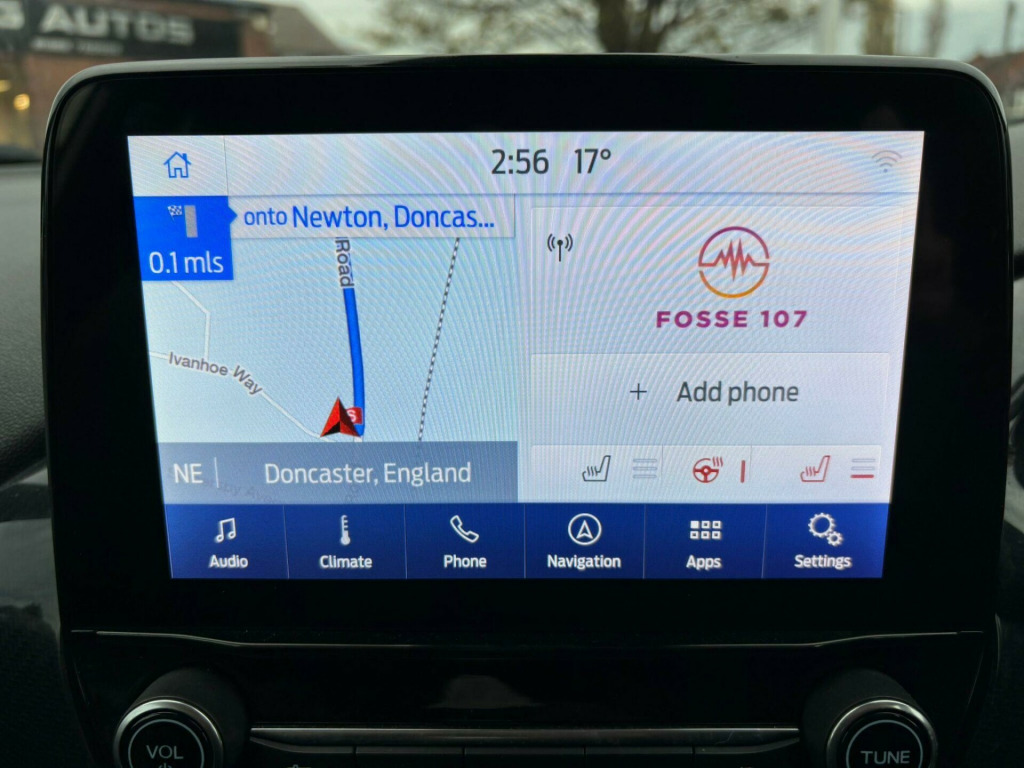 G AUTOS
2:56 17°
onto Newton, Doncas...
0.1 mls
Road
Ivanhoe Way
S
FOSSE 107
+ Add phone
NE
Doncaster, England
Audio
Climate
Phone
Navigation
Apps
Settings
VOL
TUNE